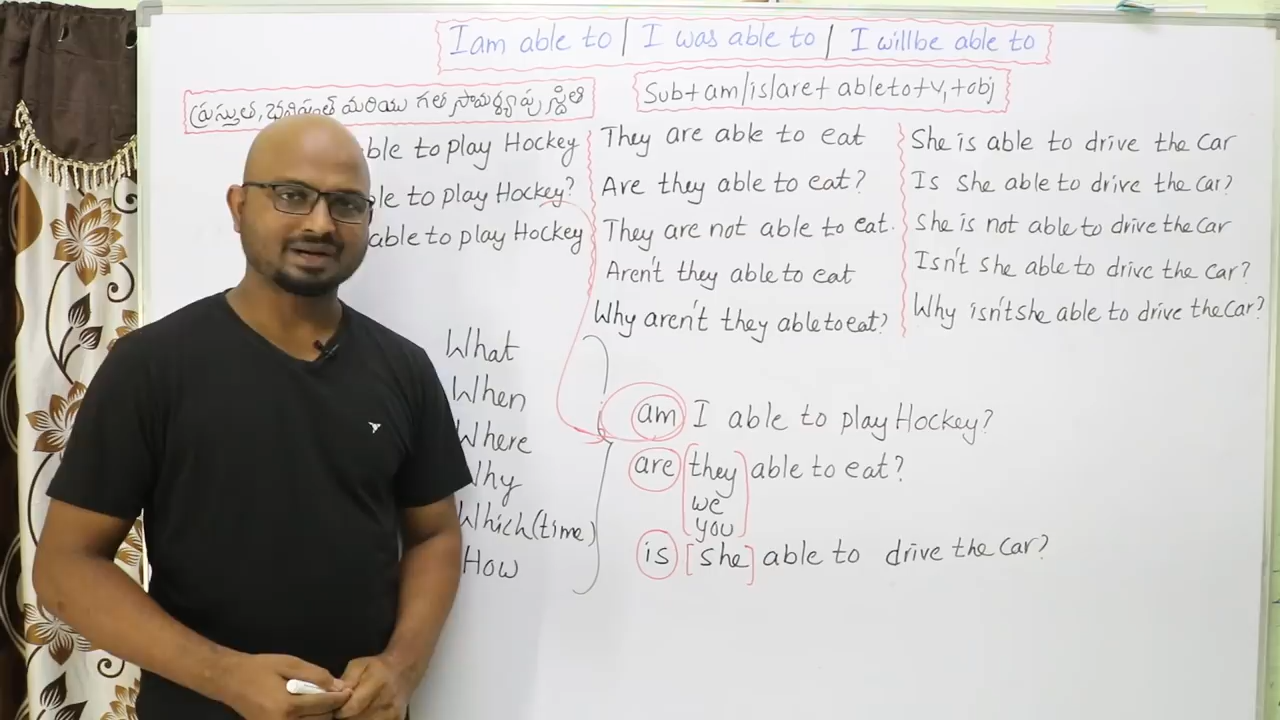 I am able to | I was able to | I will be able to
Sub + am/is/are + able to + V1 + obj
ప్రస్తుత, భవిష్యత్ మరియు గత సామర్థ్యపు స్థితి
able to play Hockey
able to play Hockey?
able to play Hockey
They are able to eat
Are they able to eat?
They are not able to eat.
Aren't they able to eat
Why aren't they able to eat?
She is able to drive the Car
Is She able to drive the Car?
She is not able to drive the Car
Isn't She able to drive the Car?
Why isn't she able to drive the Car?
What
When
Where
Why
Which (time)
How
am I able to play Hockey?
are [they] able to eat?
we
you
is [She] able to drive the Car?